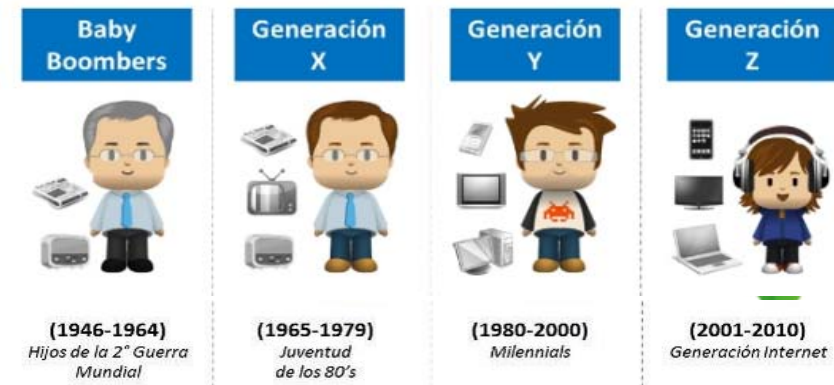 Baby
Boombers
Generación
X
Generación
Y
Generación
Z
(1946-1964)
Hijos de la 2° Guerra
Mundial
(1965-1979)
Juventud
de los 80's
(1980-2000)
Milennials
(2001-2010)
Generación Internet